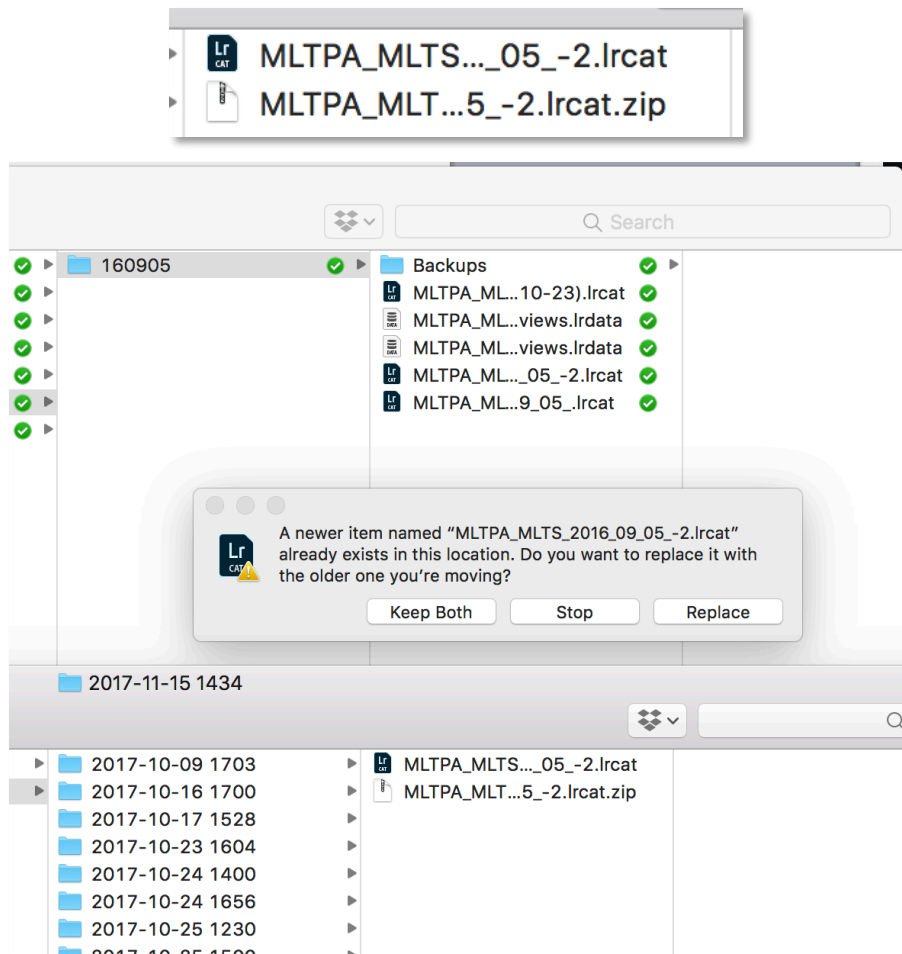 Lr
CAT
MLTPA_MLTS..._05_-2.lrcat
MLTPA_MLT...5_-2.lrcat.zip
Search
160905
Backups
MLTPA_ML...10-23).lrcat
MLTPA_ML...views.lrdata
MLTPA_ML...views.lrdata
MLTPA_ML..._05_-2.lrcat
MLTPA_ML...9_05_.lrcat
Lr
CAT
A newer item named “MLTPA_MLTS_2016_09_05_-2.lrcat”
already exists in this location. Do you want to replace it with
the older one you’re moving?
Keep Both Stop Replace
2017-11-15 1434
2017-10-09 1703
MLTPA_MLTS..._05_-2.lrcat
2017-10-16 1700
MLTPA_MLT...5_-2.lrcat.zip
2017-10-17 1528
2017-10-23 1604
2017-10-24 1400
2017-10-24 1656
2017-10-25 1230